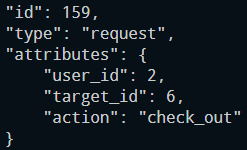 "id": 159,
"type": "request",
"attributes": {
    "user_id": 2,
    "target_id": 6,
    "action": "check_out"
}